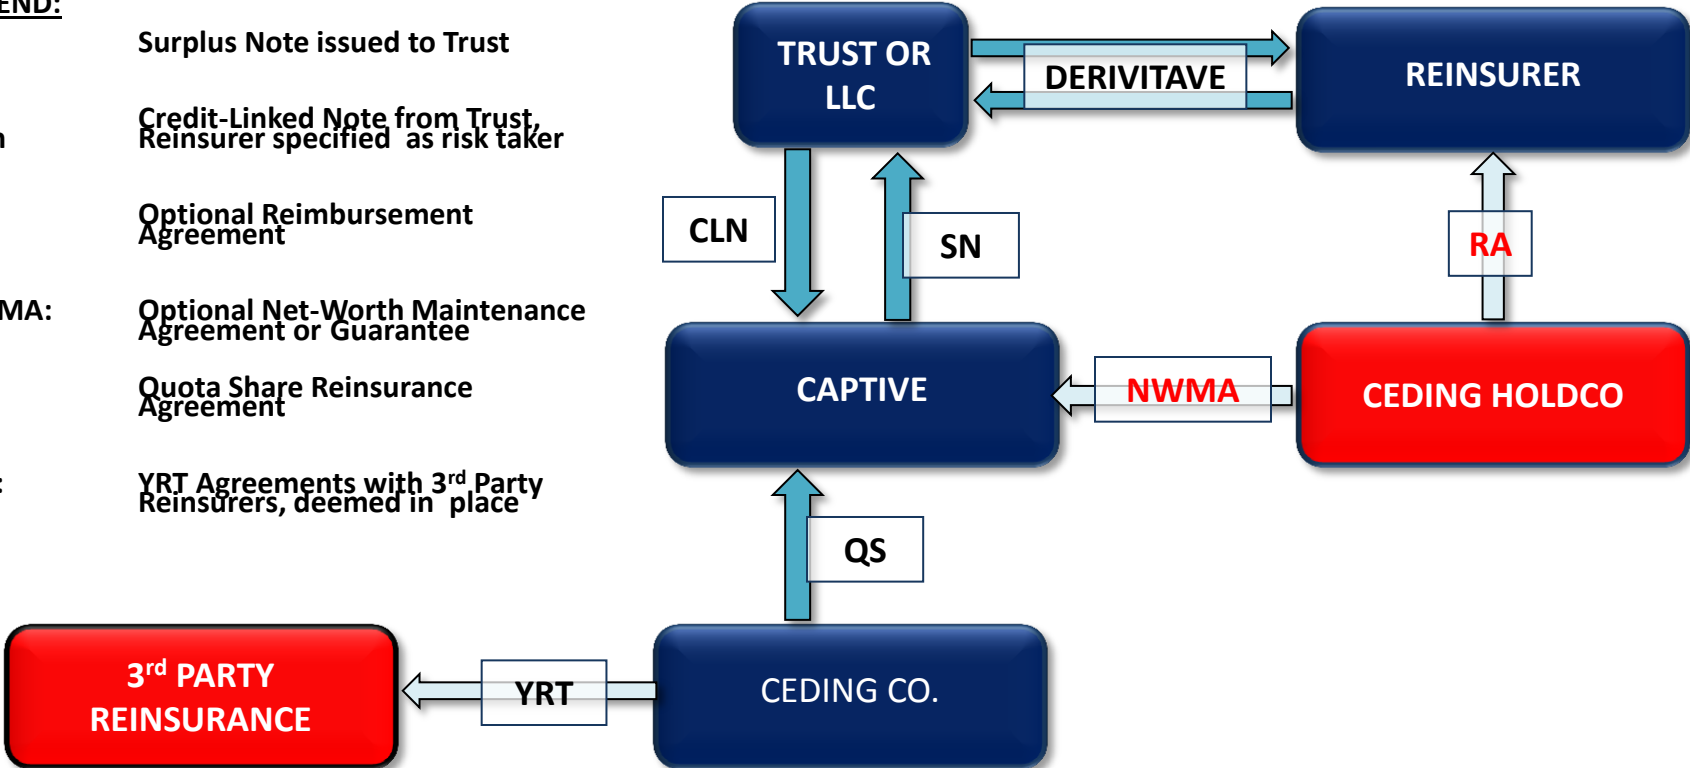 END:
Surplus Note issued to Trust
Credit-Linked Note from Trust,
n Reinsurer specified as risk taker
Optional Reimbursement
Agreement
MA: Optional Net-Worth Maintenance
Agreement or Guarantee
Quota Share Reinsurance
Agreement
: YRT Agreements with 3rd Party
Reinsurers, deemed in place
TRUST OR
LLC
DERIVITAVE
REINSURER
CLN
SN
RA
CAPTIVE
NWMA
CEDING HOLDCO
QS
3rd PARTY
REINSURANCE
YRT
CEDING CO.